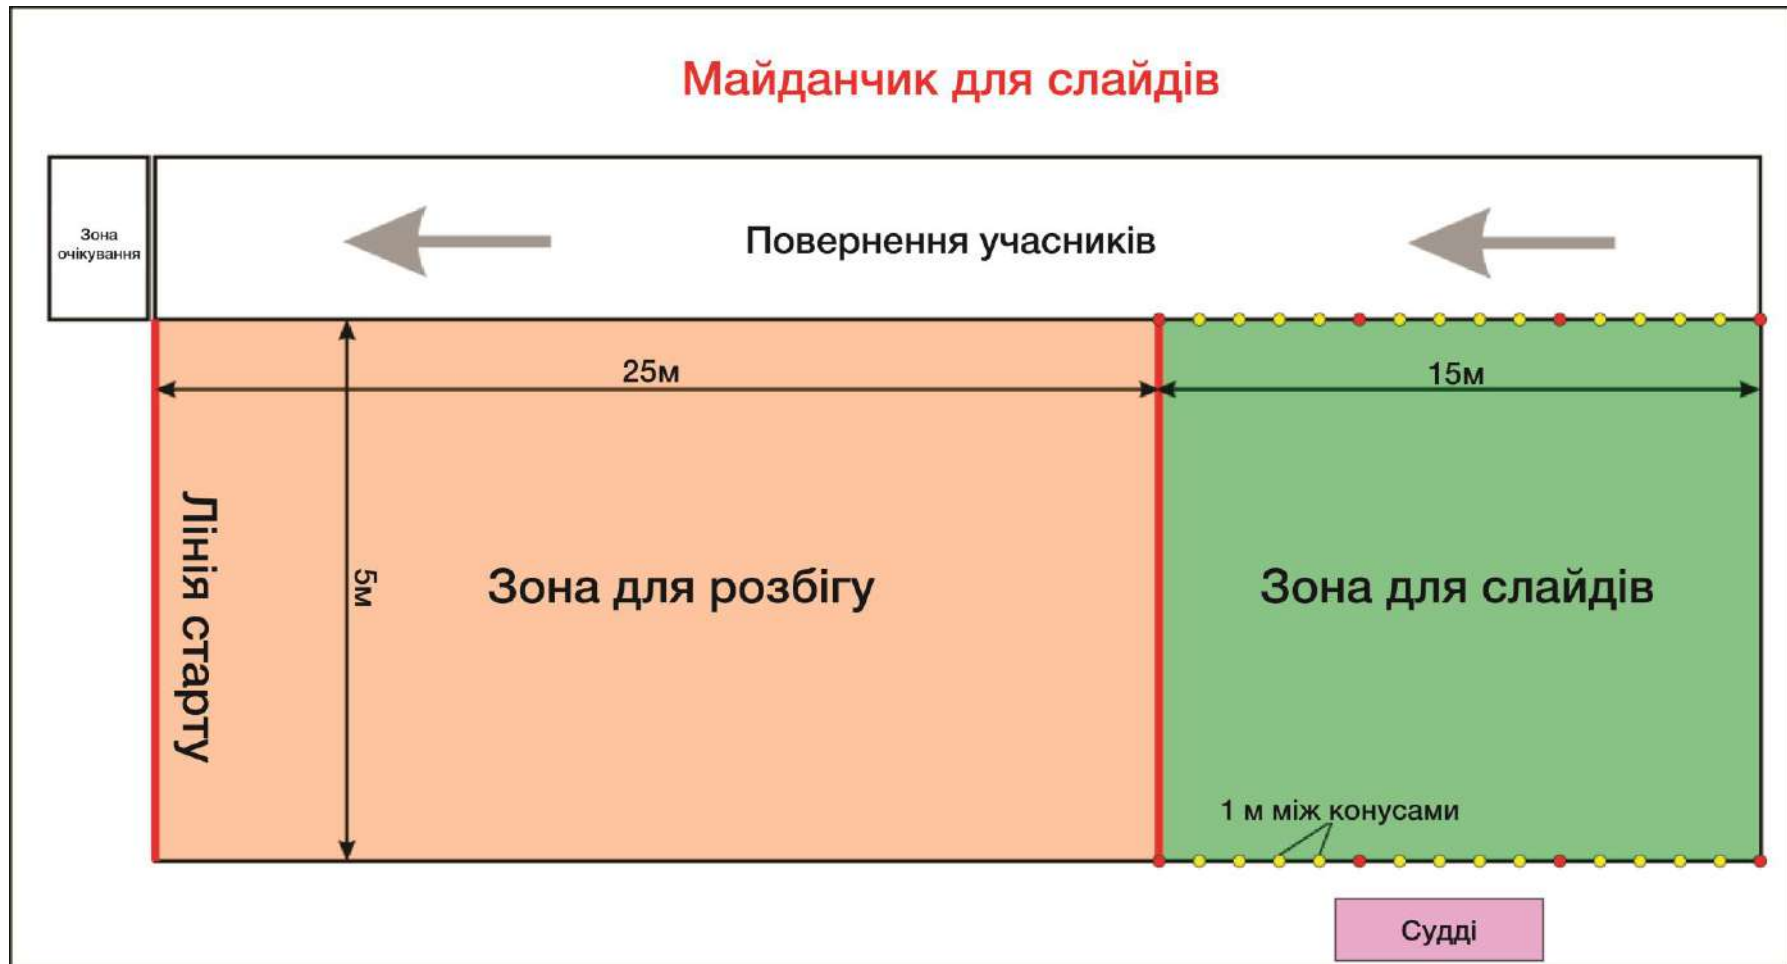 Майданчик для слайдів
Зона
очікування
Повернення учасників
25м
15м
Лінія старту
5м
Зона для розбігу
Зона для слайдів
1 м між конусами
Судді